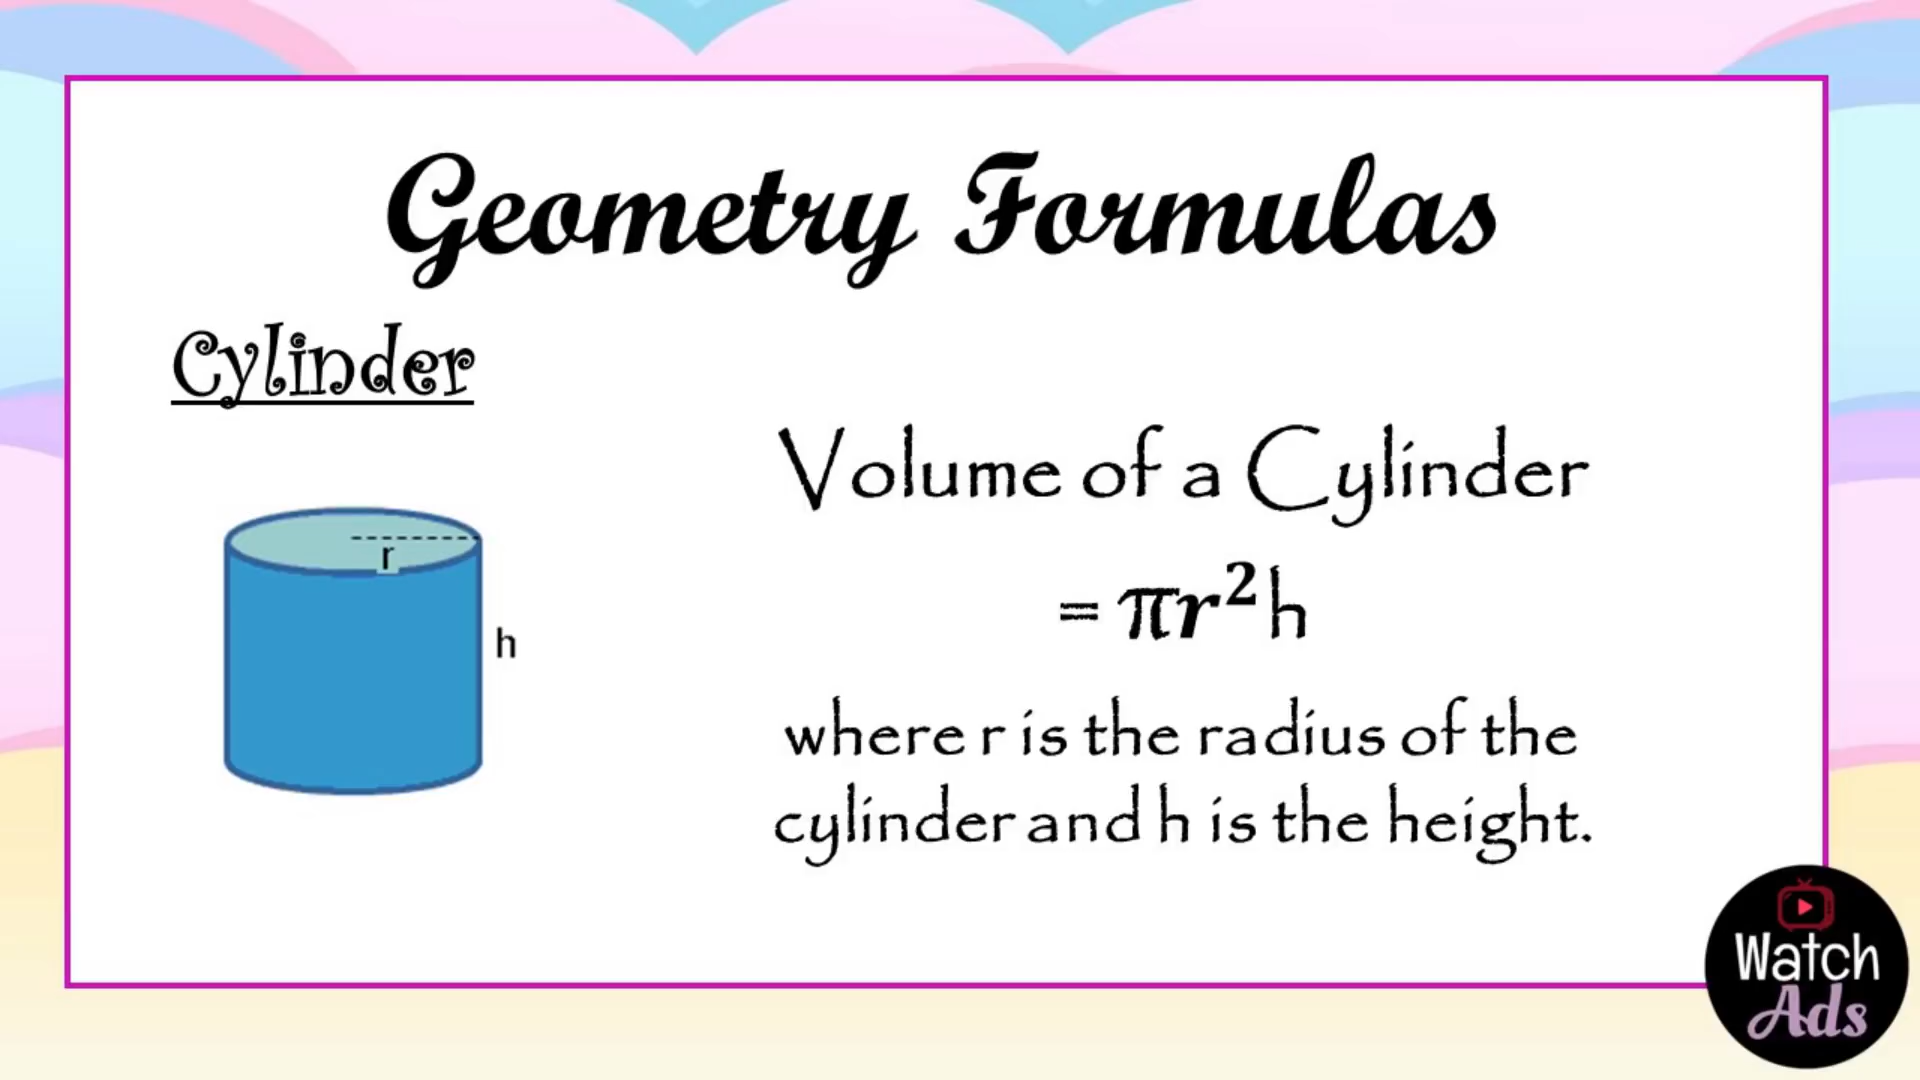 Geometry Formulas
Cylinder
r
h
Volume of a Cylinder
= πr²h
where r is the radius of the
cylinder and h is the height.
Watch
Ads